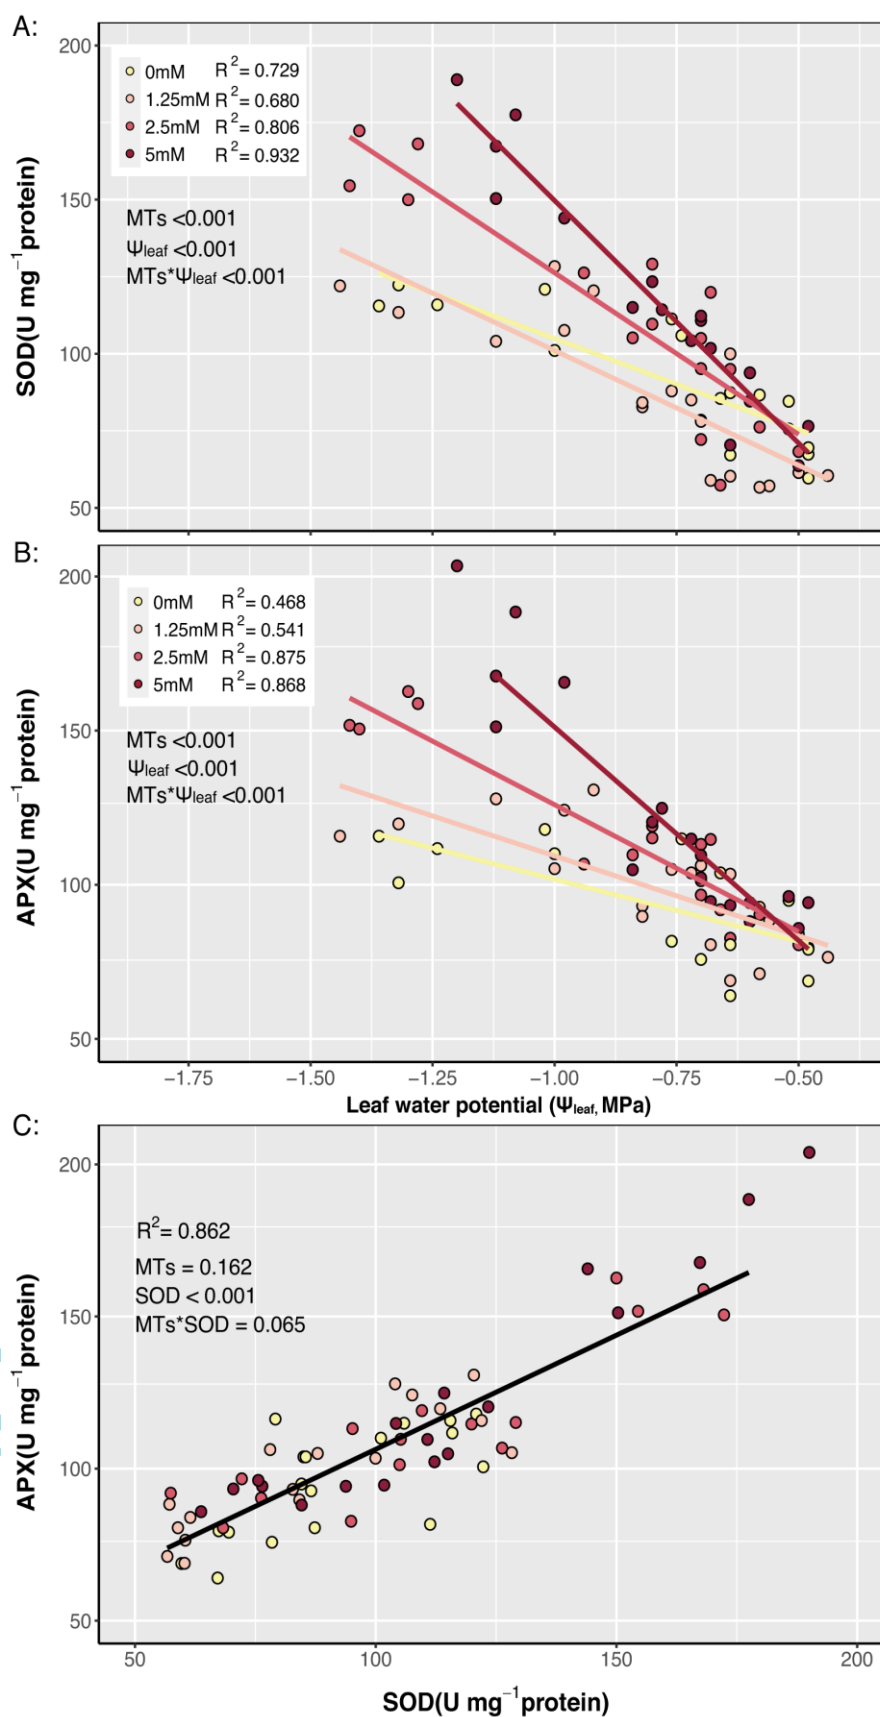 A:
200
150
100
50
SOD(U mg⁻¹protein)
0mM R²= 0.729
1.25mM R²= 0.680
2.5mM R²= 0.806
5mM R²= 0.932
MTs <0.001
Ψleaf <0.001
MTs*Ψleaf <0.001
B:
200
150
100
50
APX(U mg⁻¹protein)
0mM R²= 0.468
1.25mM R²= 0.541
2.5mM R²= 0.875
5mM R²= 0.868
MTs <0.001
Ψleaf <0.001
MTs*Ψleaf <0.001
−1.75 −1.50 −1.25 −1.00 −0.75 −0.50
Leaf water potential (Ψleaf, MPa)
C:
200
150
100
50
APX(U mg⁻¹protein)
R²= 0.862
MTs = 0.162
SOD < 0.001
MTs*SOD = 0.065
50 100 150 200
SOD(U mg⁻¹protein)